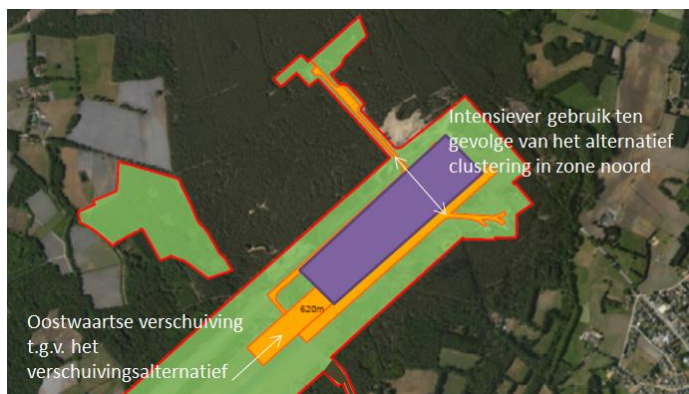 Intensiever gebruik ten
gevolge van het alternatief
clustering in zone noord
620m
Oostwaartse verschuiving
t.g.v. het
verschuivingsalternatief